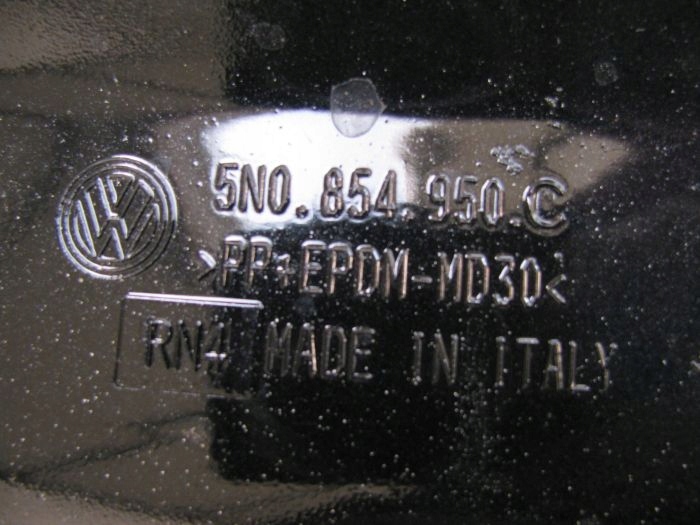 5N0.854.950.C
>PP+EPDM-MD30<
RN4 MADE IN ITALY